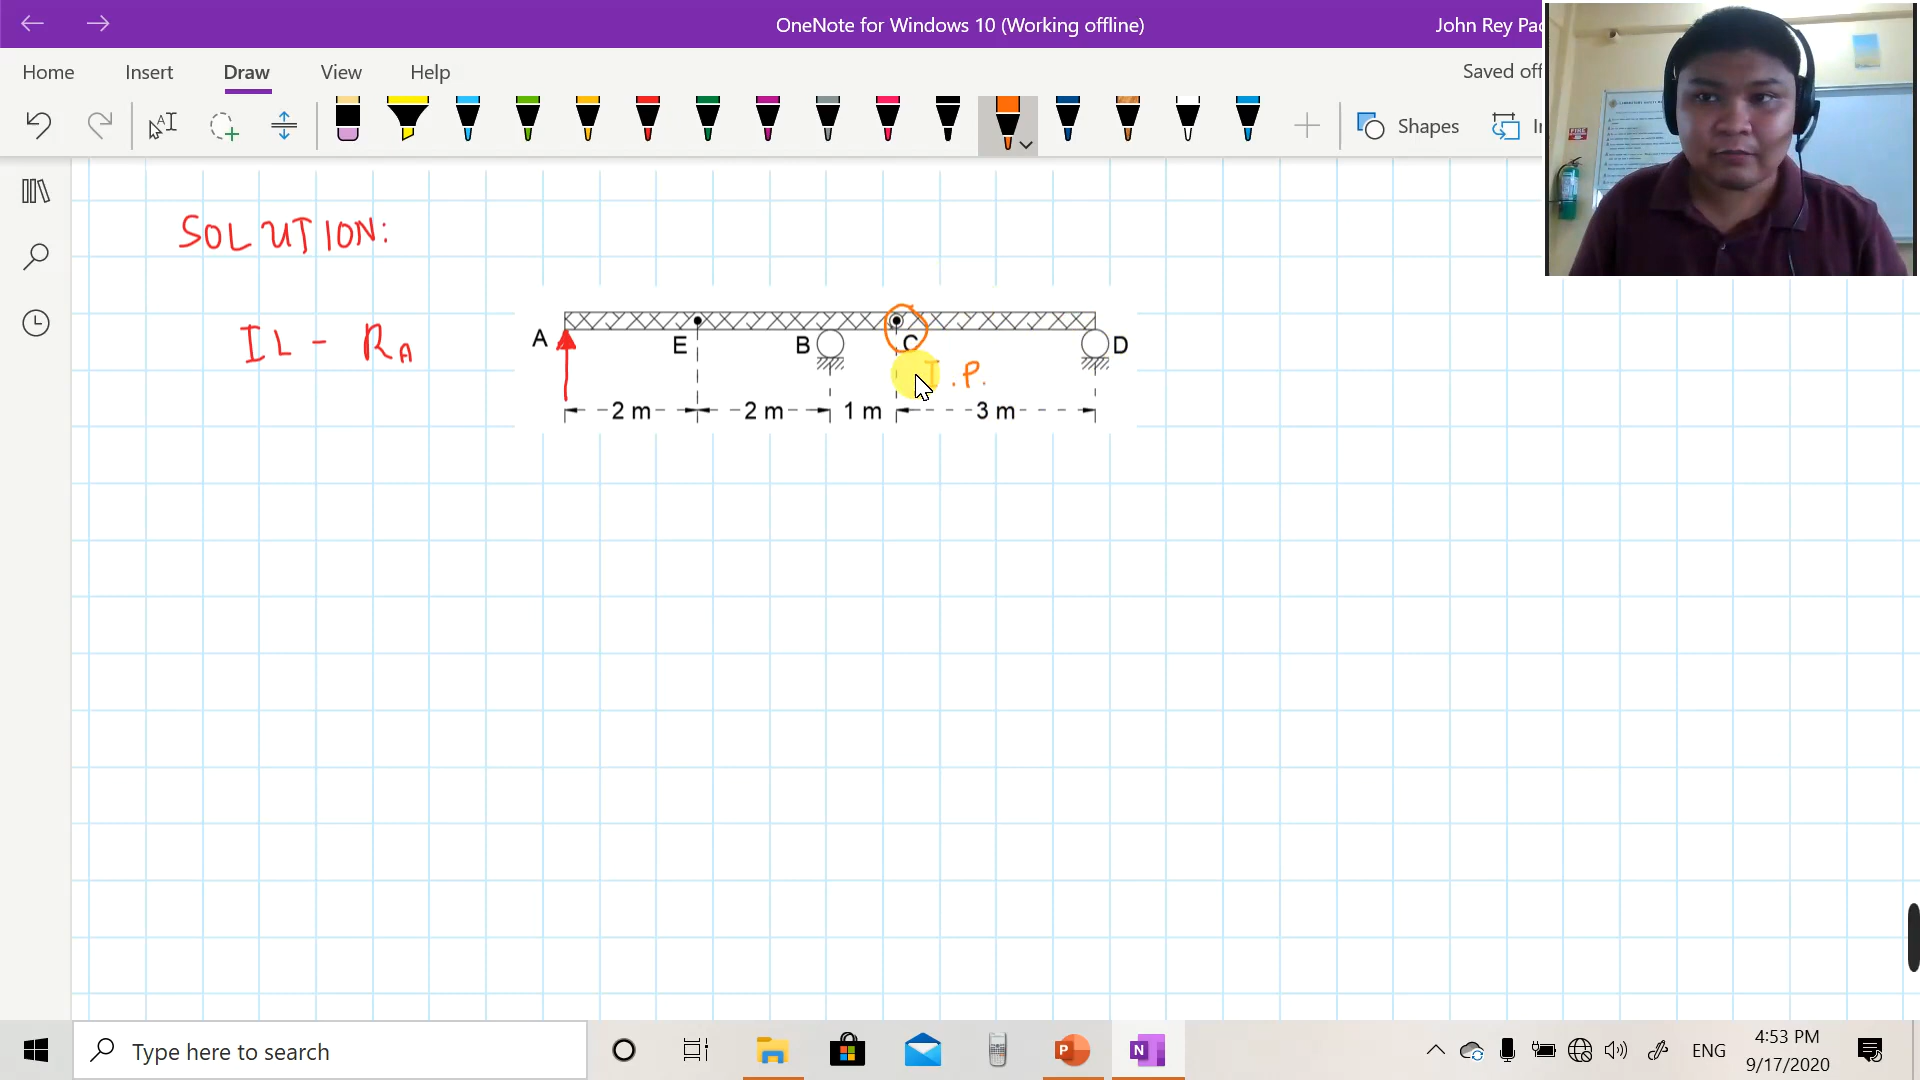 OneNote for Windows 10 (Working offline)
John Rey Pa
Home Insert Draw View Help
Saved off
Shapes
SOLUTION:
IL - RA
A E B C D
I.P.
2 m 2 m 1 m 3 m
Type here to search
ENG
4:53 PM
9/17/2020